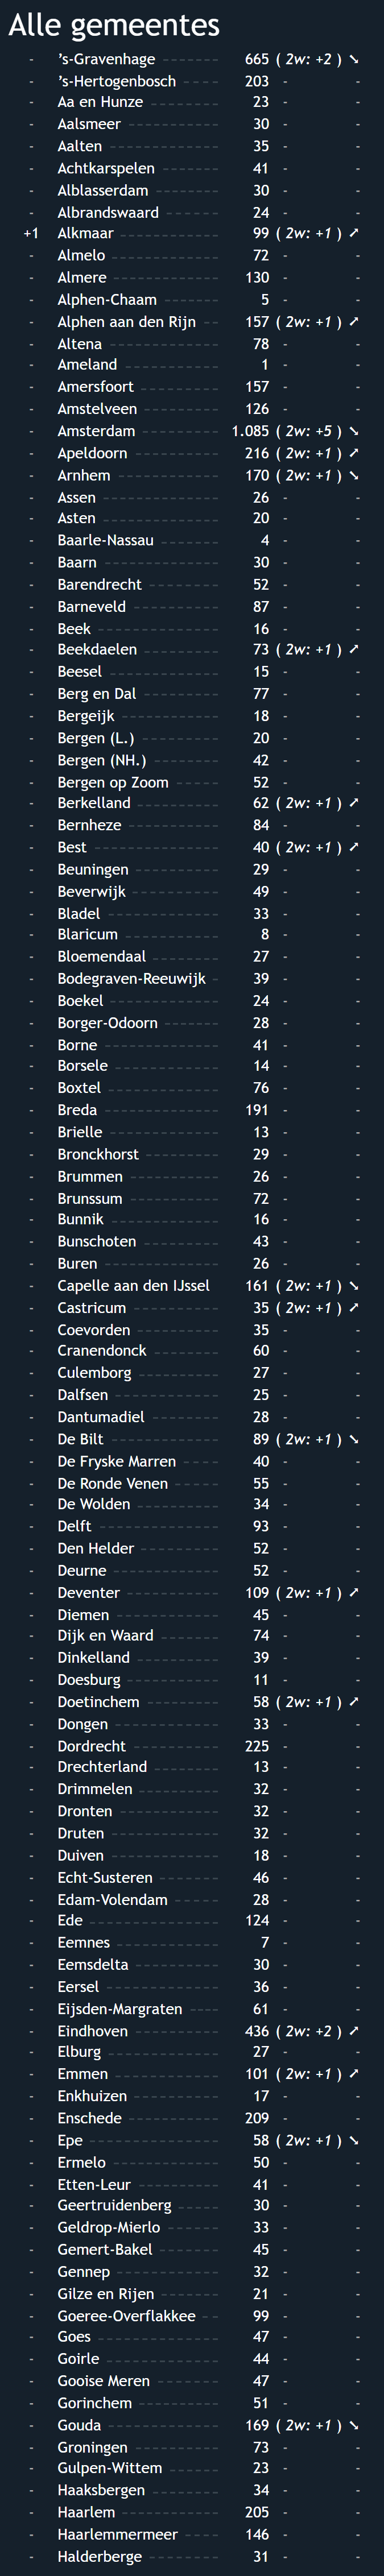 Alle gemeentes
- ’s-Gravenhage ------- 665 ( 2w: +2 ) ➘
- ’s-Hertogenbosch ---- 203 - -
- Aa en Hunze -------- 23 - -
- Aalsmeer ---------- 30 - -
- Aalten ------------ 35 - -
- Achtkarspelen ------- 41 - -
- Alblasserdam -------- 30 - -
- Albrandswaard ------ 24 - -
+1 Alkmaar ----------- 99 ( 2w: +1 ) ➚
- Almelo ------------ 72 - -
- Almere ------------ 130 - -
- Alphen-Chaam ------- 5 - -
- Alphen aan den Rijn -- 157 ( 2w: +1 ) ➚
- Altena ------------ 78 - -
- Ameland ----------- 1 - -
- Amersfoort --------- 157 - -
- Amstelveen --------- 126 - -
- Amsterdam --------- 1.085 ( 2w: +5 ) ➘
- Apeldoorn ---------- 216 ( 2w: +1 ) ➚
- Arnhem ------------ 170 ( 2w: +1 ) ➘
- Assen ------------- 26 - -
- Asten ------------- 20 - -
- Baarle-Nassau ------- 4 - -
- Baarn ------------- 30 - -
- Barendrecht -------- 52 - -
- Barneveld ---------- 87 - -
- Beek -------------- 16 - -
- Beekdaelen --------- 73 ( 2w: +1 ) ➚
- Beesel ------------ 15 - -
- Berg en Dal --------- 77 - -
- Bergeijk ----------- 18 - -
- Bergen (L.) --------- 20 - -
- Bergen (NH.) -------- 42 - -
- Bergen op Zoom ----- 52 - -
- Berkelland ---------- 62 ( 2w: +1 ) ➚
- Bernheze ----------- 84 - -
- Best -------------- 40 ( 2w: +1 ) ➚
- Beuningen ---------- 29 - -
- Beverwijk ---------- 49 - -
- Bladel ------------ 33 - -
- Blaricum ----------- 8 - -
- Bloemendaal -------- 27 - -
- Bodegraven-Reeuwijk - 39 - -
- Boekel ------------ 24 - -
- Borger-Odoorn ------- 28 - -
- Borne ------------- 41 - -
- Borsele ------------ 14 - -
- Boxtel ------------ 76 - -
- Breda ------------- 191 - -
- Brielle ------------ 13 - -
- Bronckhorst --------- 29 - -
- Brummen ---------- 26 - -
- Brunssum ---------- 72 - -
- Bunnik ------------ 16 - -
- Bunschoten --------- 43 - -
- Buren ------------- 26 - -
- Capelle aan den IJssel 161 ( 2w: +1 ) ➘
- Castricum ---------- 35 ( 2w: +1 ) ➚
- Coevorden ---------- 35 - -
- Cranendonck -------- 60 - -
- Culemborg ---------- 27 - -
- Dalfsen ------------ 25 - -
- Dantumadiel -------- 28 - -
- De Bilt ------------ 89 ( 2w: +1 ) ➘
- De Fryske Marren ---- 40 - -
- De Ronde Venen ----- 55 - -
- De Wolden --------- 34 - -
- Delft ------------- 93 - -
- Den Helder --------- 52 - -
- Deurne ------------ 52 - -
- Deventer ----------- 109 ( 2w: +1 ) ➚
- Diemen ------------ 45 - -
- Dijk en Waard ------- 74 - -
- Dinkelland ---------- 39 - -
- Doesburg ----------- 11 - -
- Doetinchem -------- 58 ( 2w: +1 ) ➚
- Dongen ------------ 33 - -
- Dordrecht ---------- 225 - -
- Drechterland -------- 13 - -
- Drimmelen --------- 32 - -
- Dronten ----------- 32 - -
- Druten ------------ 32 - -
- Duiven ------------ 18 - -
- Echt-Susteren ------- 46 - -
- Edam-Volendam ----- 28 - -
- Ede --------------- 124 - -
- Eemnes ------------ 7 - -
- Eemsdelta ---------- 30 - -
- Eersel ------------ 36 - -
- Eijsden-Margraten ---- 61 - -
- Eindhoven ---------- 436 ( 2w: +2 ) ➚
- Elburg ------------ 27 - -
- Emmen ------------ 101 ( 2w: +1 ) ➚
- Enkhuizen ---------- 17 - -
- Enschede ----------- 209 - -
- Epe --------------- 58 ( 2w: +1 ) ➘
- Ermelo ------------ 50 - -
- Etten-Leur ---------- 41 - -
- Geertruidenberg ----- 30 - -
- Geldrop-Mierlo ------ 33 - -
- Gemert-Bakel ------- 45 - -
- Gennep ----------- 32 - -
- Gilze en Rijen ------- 21 - -
- Goeree-Overflakkee -- 99 - -
- Goes -------------- 47 - -
- Goirle ------------ 44 - -
- Gooise Meren ------- 47 - -
- Gorinchem --------- 51 - -
- Gouda ------------- 169 ( 2w: +1 ) ➘
- Groningen ---------- 73 - -
- Gulpen-Wittem ------ 23 - -
- Haaksbergen -------- 34 - -
- Haarlem ----------- 205 - -
- Haarlemmermeer ---- 146 - -
- Halderberge -------- 31 - -